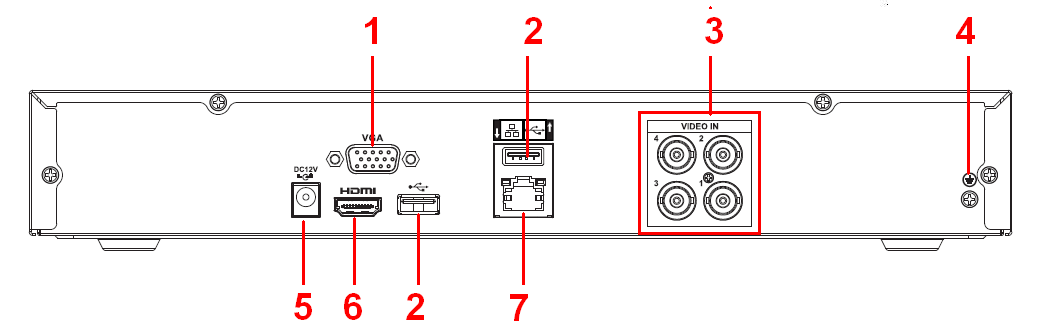 1 2 3 4
VGA
VIDEO IN
4 2
DC12V
HDMI
3 1
5 6 2 7